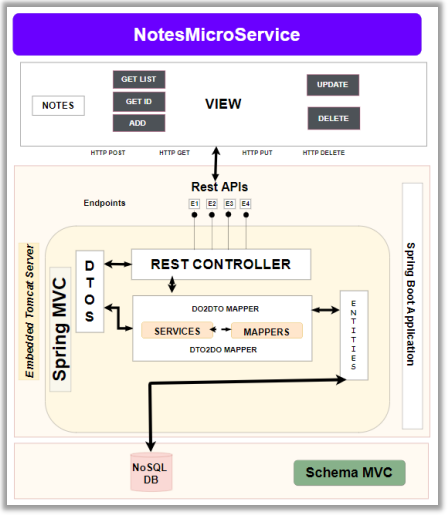 NotesMicroService
GET LIST
UPDATE
NOTES
GET ID
VIEW
ADD
DELETE
HTTP POST HTTP GET HTTP PUT HTTP DELETE
Rest APIs
Endpoints
E1 E2 E3 E4
Embedded Tomcat Server
Spring MVC
DTOS
REST CONTROLLER
DO2DTO MAPPER
SERVICES
MAPPERS
DTO2DO MAPPER
ENTITIES
Spring Boot Application
NoSQL
DB
Schema MVC